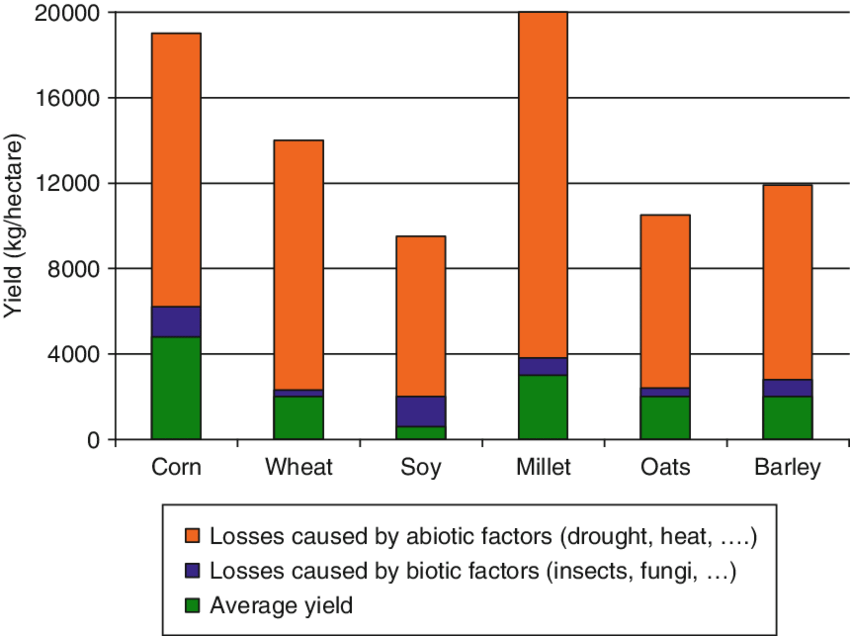 20000
16000
12000
8000
4000
0
Yield (kg/hectare)
Corn Wheat Soy Millet Oats Barley
Losses caused by abiotic factors (drought, heat, ....)
Losses caused by biotic factors (insects, fungi, ...)
Average yield